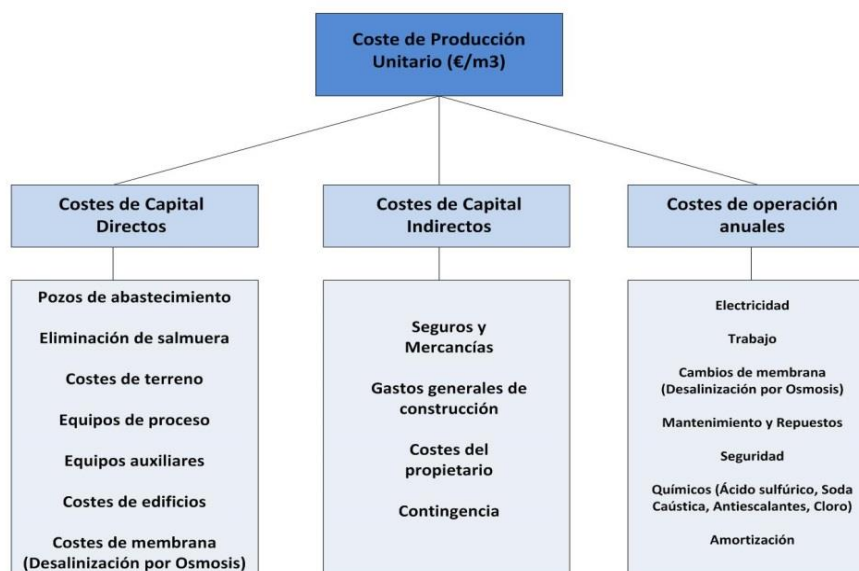 Coste de Producción
Unitario (€/m3)
Costes de Capital
Directos
Costes de Capital
Indirectos
Costes de operación
anuales
Pozos de abastecimiento
Eliminación de salmuera
Costes de terreno
Equipos de proceso
Equipos auxiliares
Costes de edificios
Costes de membrana
(Desalinización por Osmosis)
Seguros y
Mercancías
Gastos generales de
construcción
Costes del
propietario
Contingencia
Electricidad
Trabajo
Cambios de membrana
(Desalinización por Osmosis)
Mantenimiento y Repuestos
Seguridad
Químicos (Ácido sulfúrico, Soda
Caústica, Antiescalantes, Cloro)
Amortización